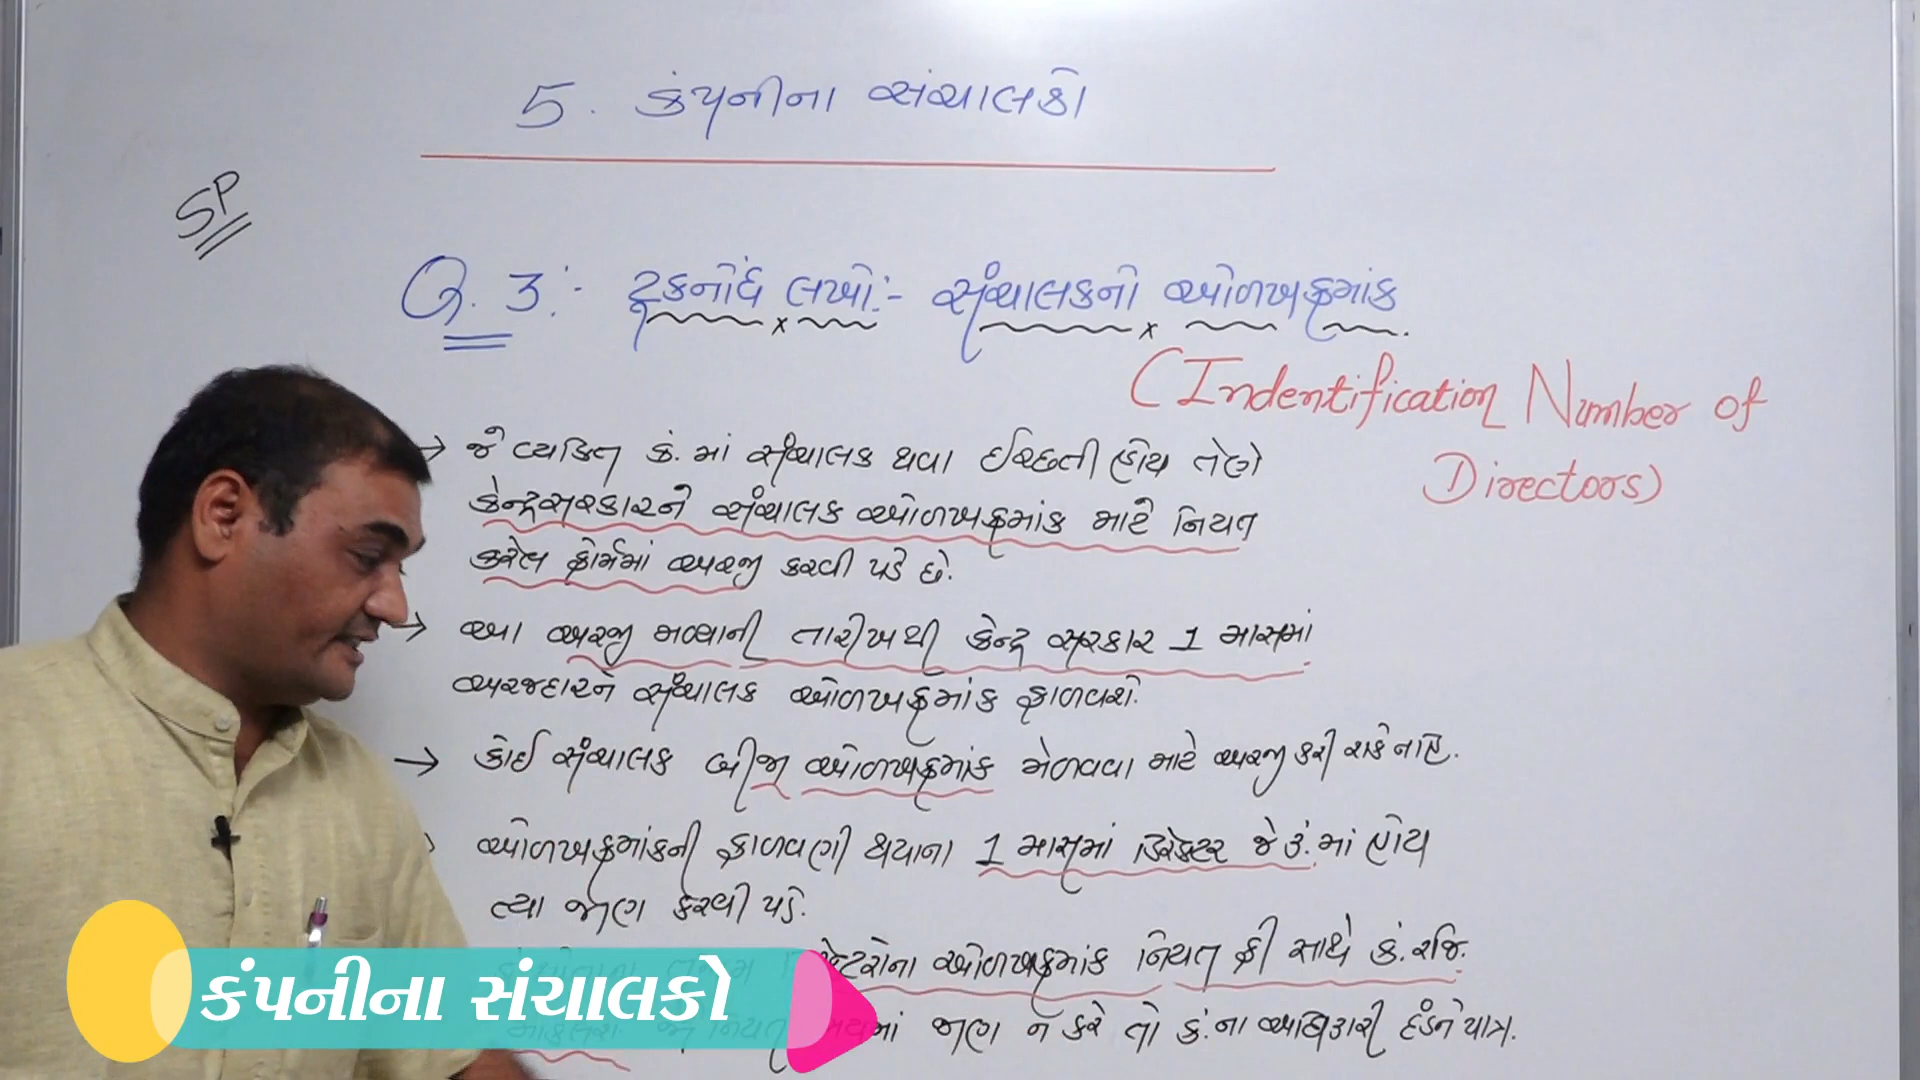 5. કંપનીના સંચાલકો
SP
Q. 3:- ટૂંકનોંધ લખો:- સંચાલકનો ઓળખક્રમાંક
(Indentification Number of
Directors)
→ જે વ્યકિત કં. માં સંચાલક થવા ઈચ્છતી હોય તેણે
કેન્દ્રસરકારને સંચાલક ઓળખક્રમાંક માટે નિયત
કરેલ ફોર્મમાં અરજી કરવી પડે છે.
→ આ અરજી મળ્યાની તારીખથી કેન્દ્ર સરકાર 1 માસમાં
અરજદારને સંચાલક ઓળખક્રમાંક ફાળવશે.
→ કોઈ સંચાલક બીજા ઓળખક્રમાંક મેળવવા માટે અરજી કરી શકે નહિ.
ઓળખક્રમાંકની ફાળવણી થયાના 1 માસમાં ડિરેક્ટર જે કં. માં હોય
ત્યા જાણ કરવી પડે.
ઓળખક્રમાંક નિયત ફી સાથે કં. રજિ.
જાણ ન કરે તો કં. ના અધિકારી દંડને પાત્ર.
કંપનીના સંચાલકો